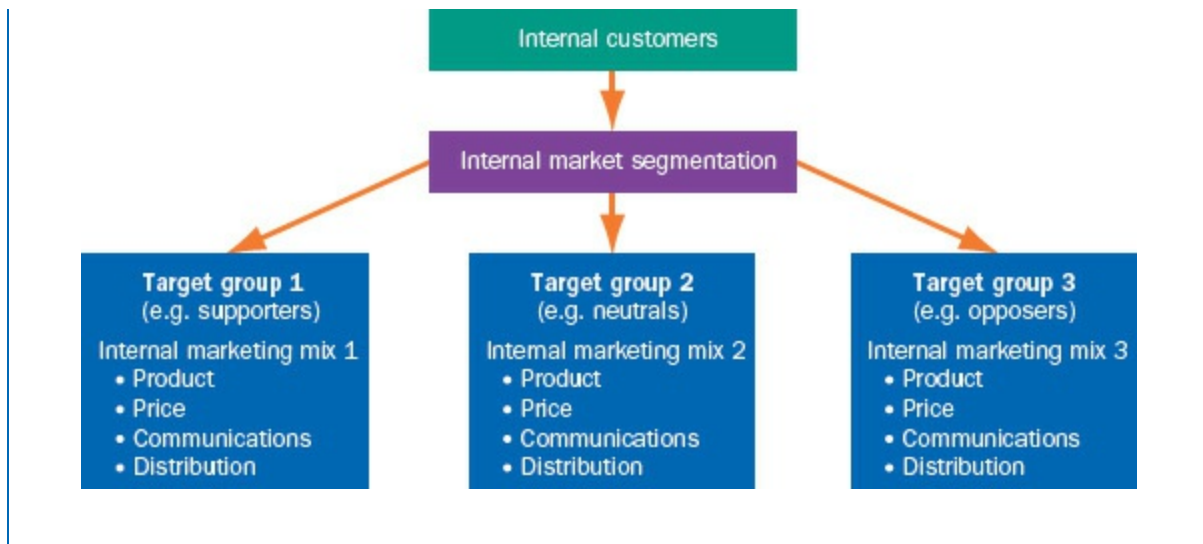 Internal customers
Internal market segmentation
Target group 1
(e.g. supporters)
Internal marketing mix 1
• Product
• Price
• Communications
• Distribution
Target group 2
(e.g. neutrals)
Internal marketing mix 2
• Product
• Price
• Communications
• Distribution
Target group 3
(e.g. opposers)
Internal marketing mix 3
• Product
• Price
• Communications
• Distribution